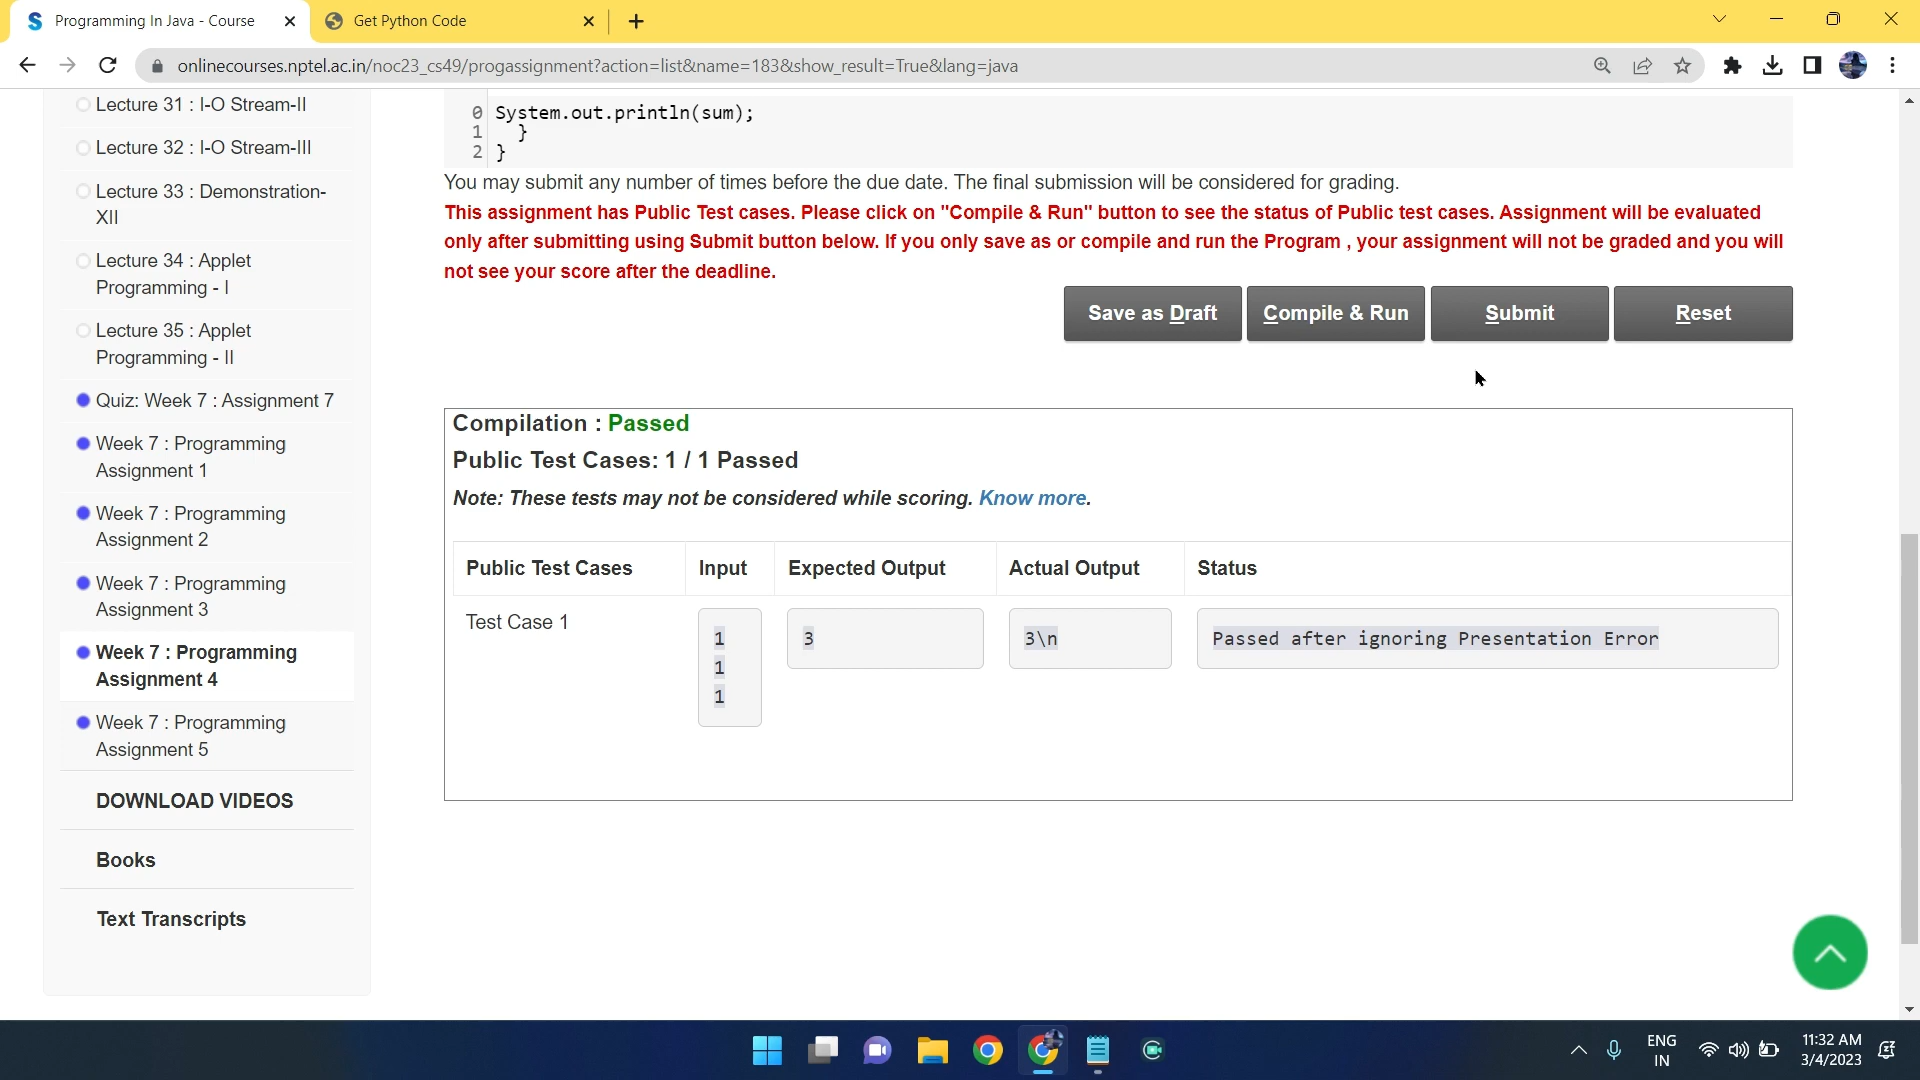 Programming In Java - Course
Get Python Code
onlinecourses.nptel.ac.in/noc23_cs49/progassignment?action=list&name=183&show_result=True&lang=java
Lecture 31 : I-O Stream-II
Lecture 32 : I-O Stream-III
Lecture 33 : Demonstration-
XII
Lecture 34 : Applet
Programming - I
Lecture 35 : Applet
Programming - II
Quiz: Week 7 : Assignment 7
Week 7 : Programming
Assignment 1
Week 7 : Programming
Assignment 2
Week 7 : Programming
Assignment 3
Week 7 : Programming
Assignment 4
Week 7 : Programming
Assignment 5
DOWNLOAD VIDEOS
Books
Text Transcripts
0 System.out.println(sum);
1 }
2 }
You may submit any number of times before the due date. The final submission will be considered for grading.
This assignment has Public Test cases. Please click on "Compile & Run" button to see the status of Public test cases. Assignment will be evaluated
only after submitting using Submit button below. If you only save as or compile and run the Program , your assignment will not be graded and you will
not see your score after the deadline.
Save as Draft
Compile & Run
Submit
Reset
Compilation : Passed
Public Test Cases: 1 / 1 Passed
Note: These tests may not be considered while scoring. Know more.
Public Test Cases
Input
Expected Output
Actual Output
Status
Test Case 1
1
1
1
3
3\n
Passed after ignoring Presentation Error
ENG
IN
11:32 AM
3/4/2023